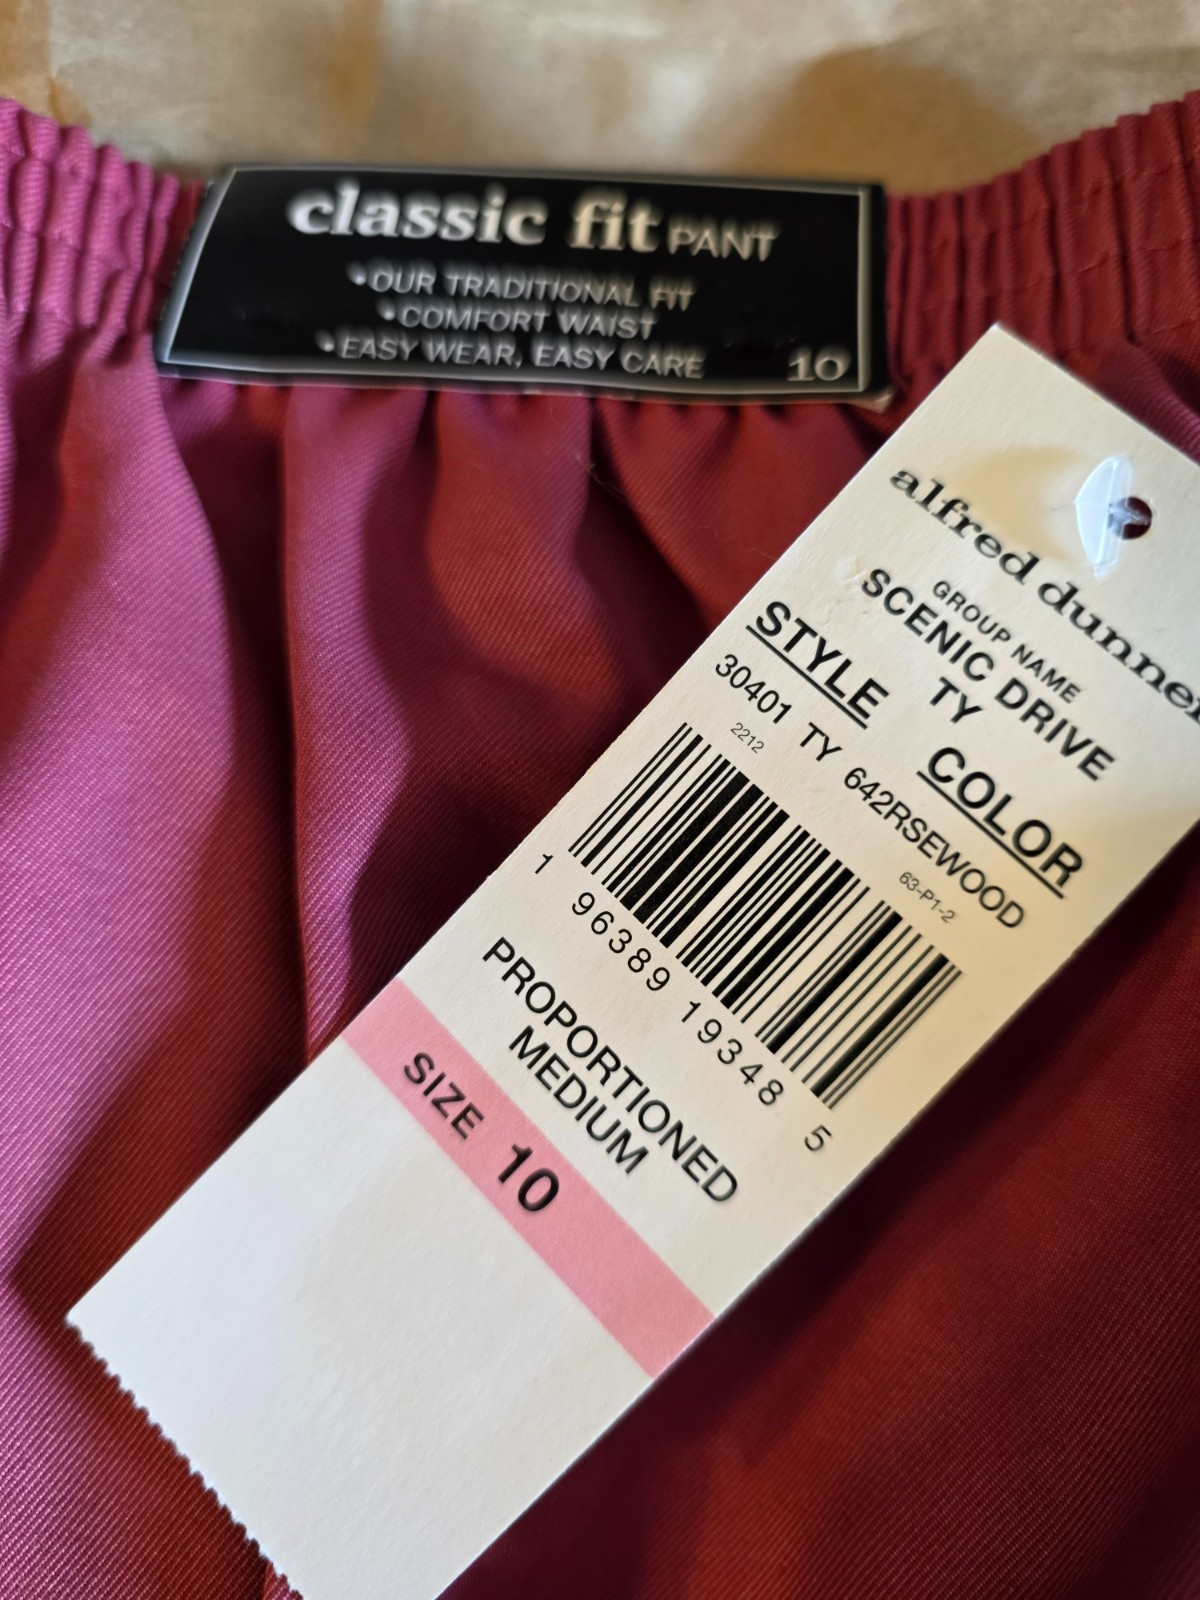 classic fit PANT
•OUR TRADITIONAL FIT
•COMFORT WAIST
•EASY WEAR, EASY CARE 10
alfred dunner
GROUP NAME
SCENIC DRIVE
TY
STYLE COLOR
30401 TY 642RSEWOOD
2212 63-P1-2
1 96389 19348 5
PROPORTIONED
MEDIUM
SIZE 10